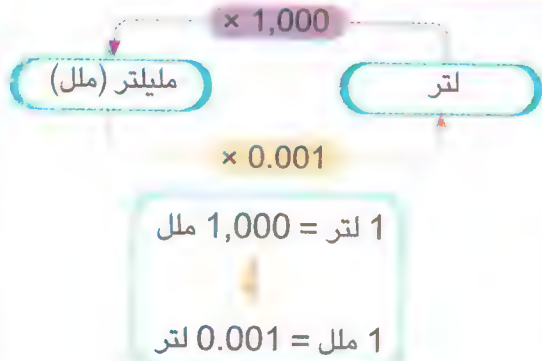 × 1,000
لتر
مليلتر (ملل)
× 0.001
1 لتر = 1,000 ملل
1 ملل = 0.001 لتر